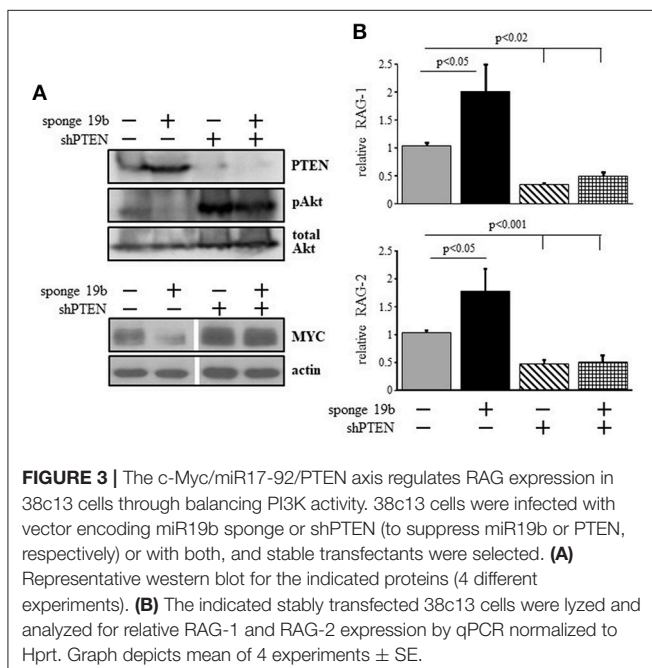 A
sponge 19b − + − +
shPTEN − − + +
PTEN
pAkt
total
Akt
sponge 19b − + − +
shPTEN − − + +
MYC
actin
B
p<0.02
p<0.05
relative RAG-1
2.5
2
1.5
1
0.5
0
p<0.001
p<0.05
relative RAG-2
2.5
2
1.5
1
0.5
0
sponge 19b − + − +
shPTEN − − + +
FIGURE 3 | The c-Myc/miR17-92/PTEN axis regulates RAG expression in
38c13 cells through balancing PI3K activity. 38c13 cells were infected with
vector encoding miR19b sponge or shPTEN (to suppress miR19b or PTEN,
respectively) or with both, and stable transfectants were selected. (A)
Representative western blot for the indicated proteins (4 different
experiments). (B) The indicated stably transfected 38c13 cells were lyzed and
analyzed for relative RAG-1 and RAG-2 expression by qPCR normalized to
Hprt. Graph depicts mean of 4 experiments ± SE.